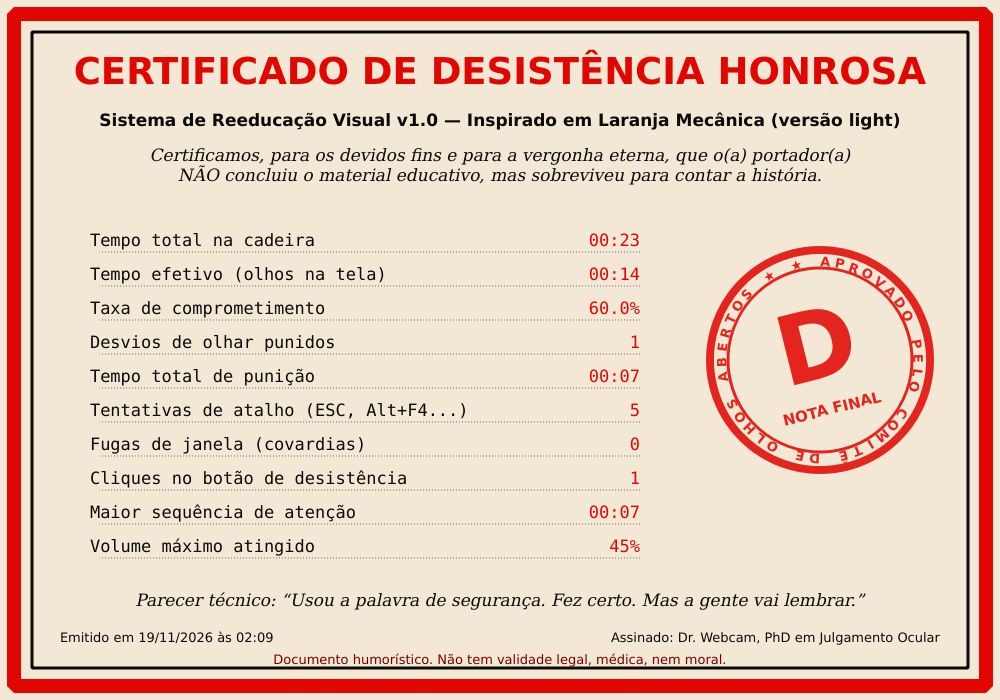 CERTIFICADO DE DESISTÊNCIA HONROSA
Sistema de Reeducação Visual v1.0 — Inspirado em Laranja Mecânica (versão light)
Certificamos, para os devidos fins e para a vergonha eterna, que o(a) portador(a)
NÃO concluiu o material educativo, mas sobreviveu para contar a história.
Tempo total na cadeira 00:23
Tempo efetivo (olhos na tela) 00:14
Taxa de comprometimento 60.0%
Desvios de olhar punidos 1
Tempo total de punição 00:07
Tentativas de atalho (ESC, Alt+F4...) 5
Fugas de janela (covardias) 0
Cliques no botão de desistência 1
Maior sequência de atenção 00:07
Volume máximo atingido 45%
★ APROVADO PELO COMITÊ DE OLHOS ABERTOS ★
D
NOTA FINAL
Parecer técnico: “Usou a palavra de segurança. Fez certo. Mas a gente vai lembrar.”
Emitido em 19/11/2026 às 02:09
Assinado: Dr. Webcam, PhD em Julgamento Ocular
Documento humorístico. Não tem validade legal, médica, nem moral.